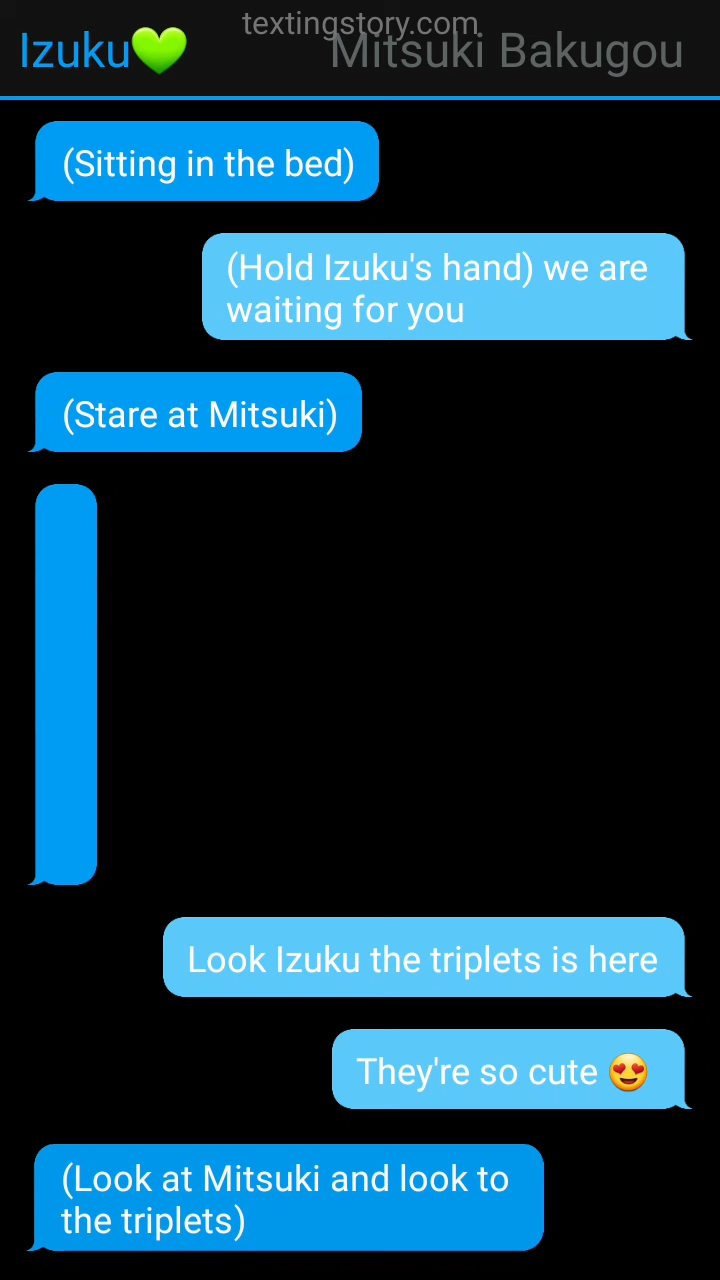 textingstory.com
Izuku💚
Mitsuki Bakugou
(Sitting in the bed)
(Hold Izuku's hand) we are
waiting for you
(Stare at Mitsuki)
Look Izuku the triplets is here
They're so cute 😍
(Look at Mitsuki and look to
the triplets)